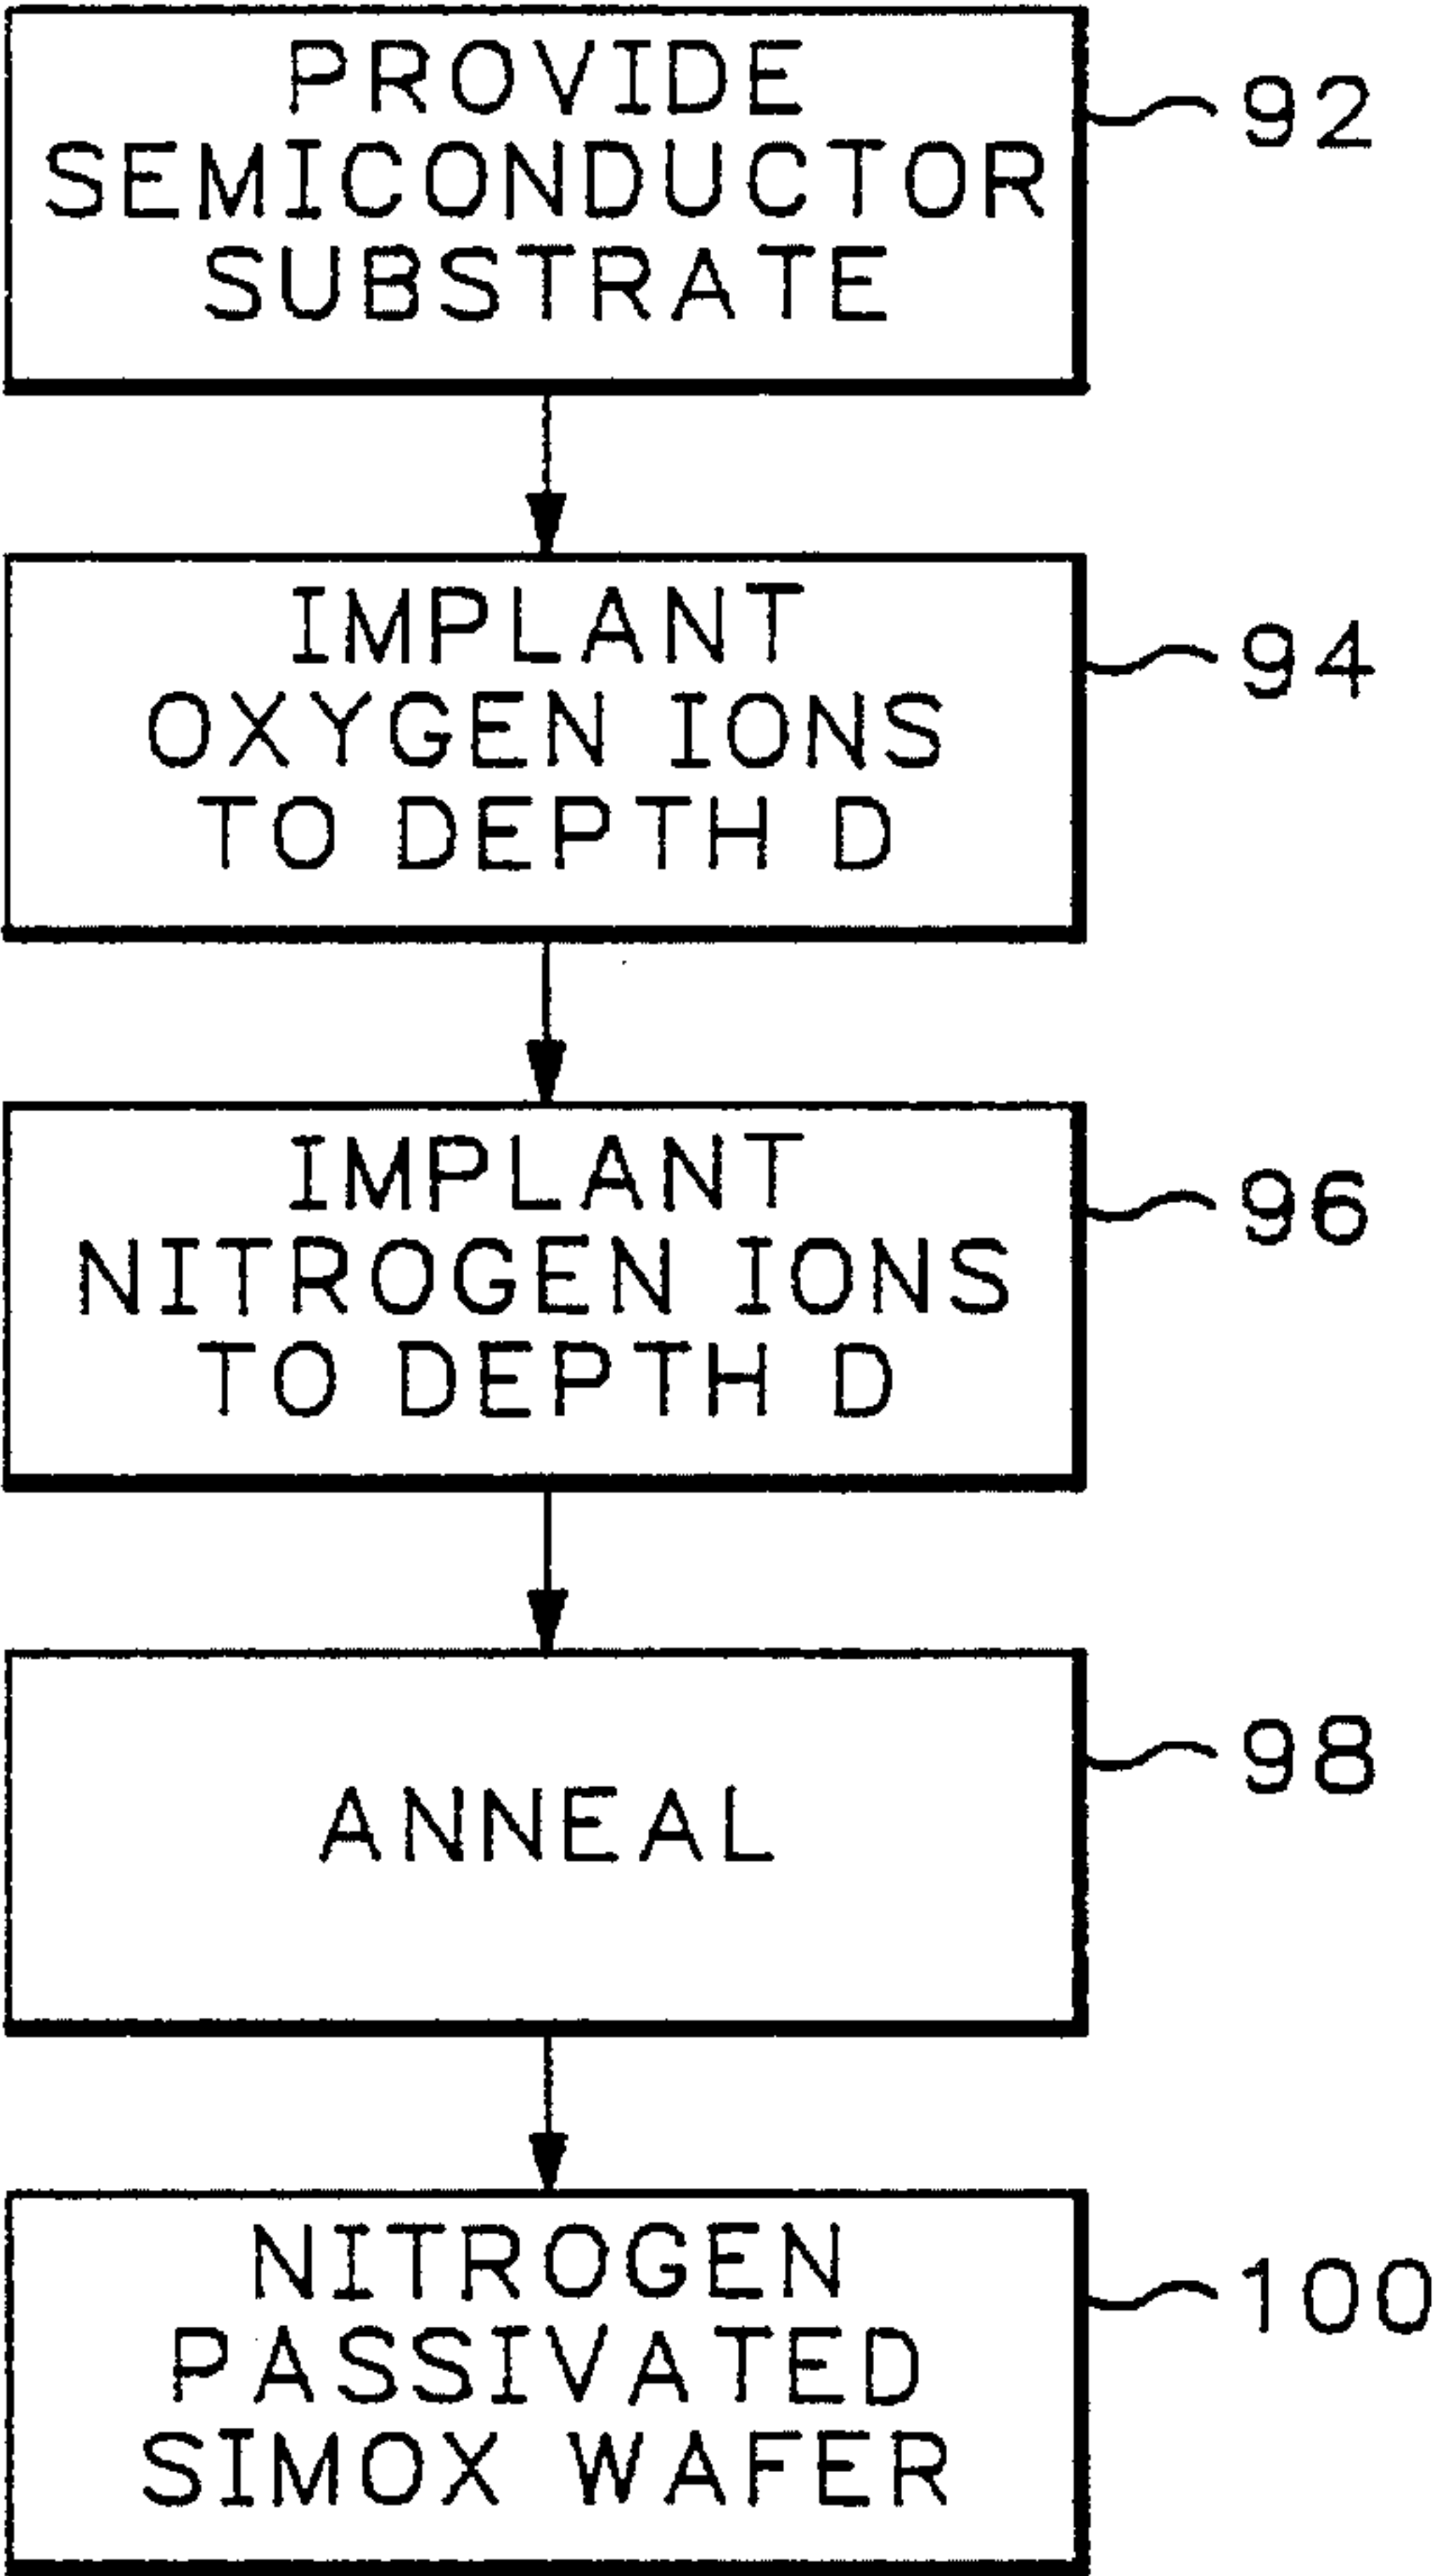 PROVIDE
SEMICONDUCTOR
SUBSTRATE
92
IMPLANT
OXYGEN IONS
TO DEPTH D
94
IMPLANT
NITROGEN IONS
TO DEPTH D
96
ANNEAL
98
NITROGEN
PASSIVATED
SIMOX WAFER
100